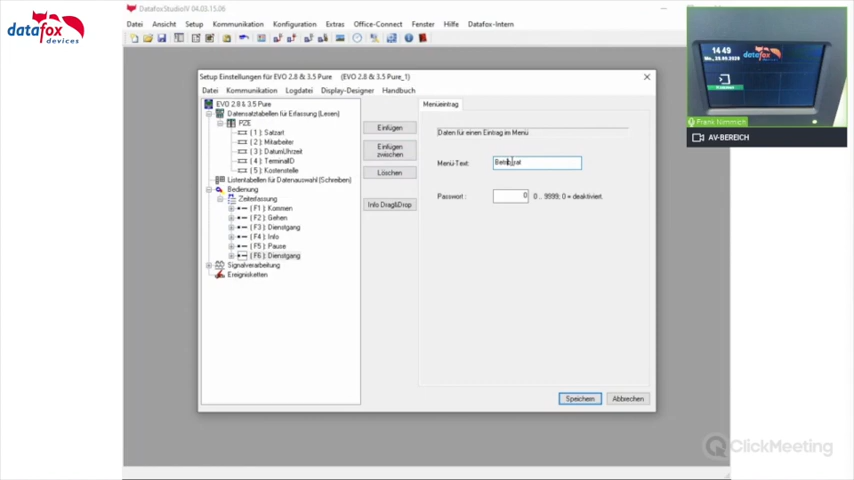 datafox
devices
DatafoxStudioIV 04.03.15.06
Datei Ansicht Setup Kommunikation Konfiguration Extras Office-Connect Fenster Hilfe Datafox-Intern
Setup Einstellungen für EVO 2.8 & 3.5 Pure (EVO 2.8 & 3.5 Pure_1)
Datei Kommunikation Logdatei Display-Designer Handbuch
EVO 2.8 & 3.5 Pure
Datensatztabellen für Erfassung (Lesen)
PZE
( 1 ): Satzart
( 2 ): Mitarbeiter
( 3 ): DatumUhrzeit
( 4 ): TerminalID
( 5 ): Kostenstelle
Listentabellen für Datenauswahl (Schreiben)
Bedienung
Zeiterfassung
( F1 ): Kommen
( F2 ): Gehen
( F3 ): Dienstgang
( F4 ): Info
( F5 ): Pause
( F6 ): Dienstgang
Signalverarbeitung
Ereignisketten
Einfügen
Einfügen
zwischen
Löschen
Info Drag&Drop
Menüeintrag
Daten für einen Eintrag im Menü
Menü-Text:
Passwort : 0 0 .. 9999; 0 = deaktiviert.
Speichern Abbrechen
14 49
datafox
Kommen
Frank Nimmich
AV-BEREICH
ClickMeeting